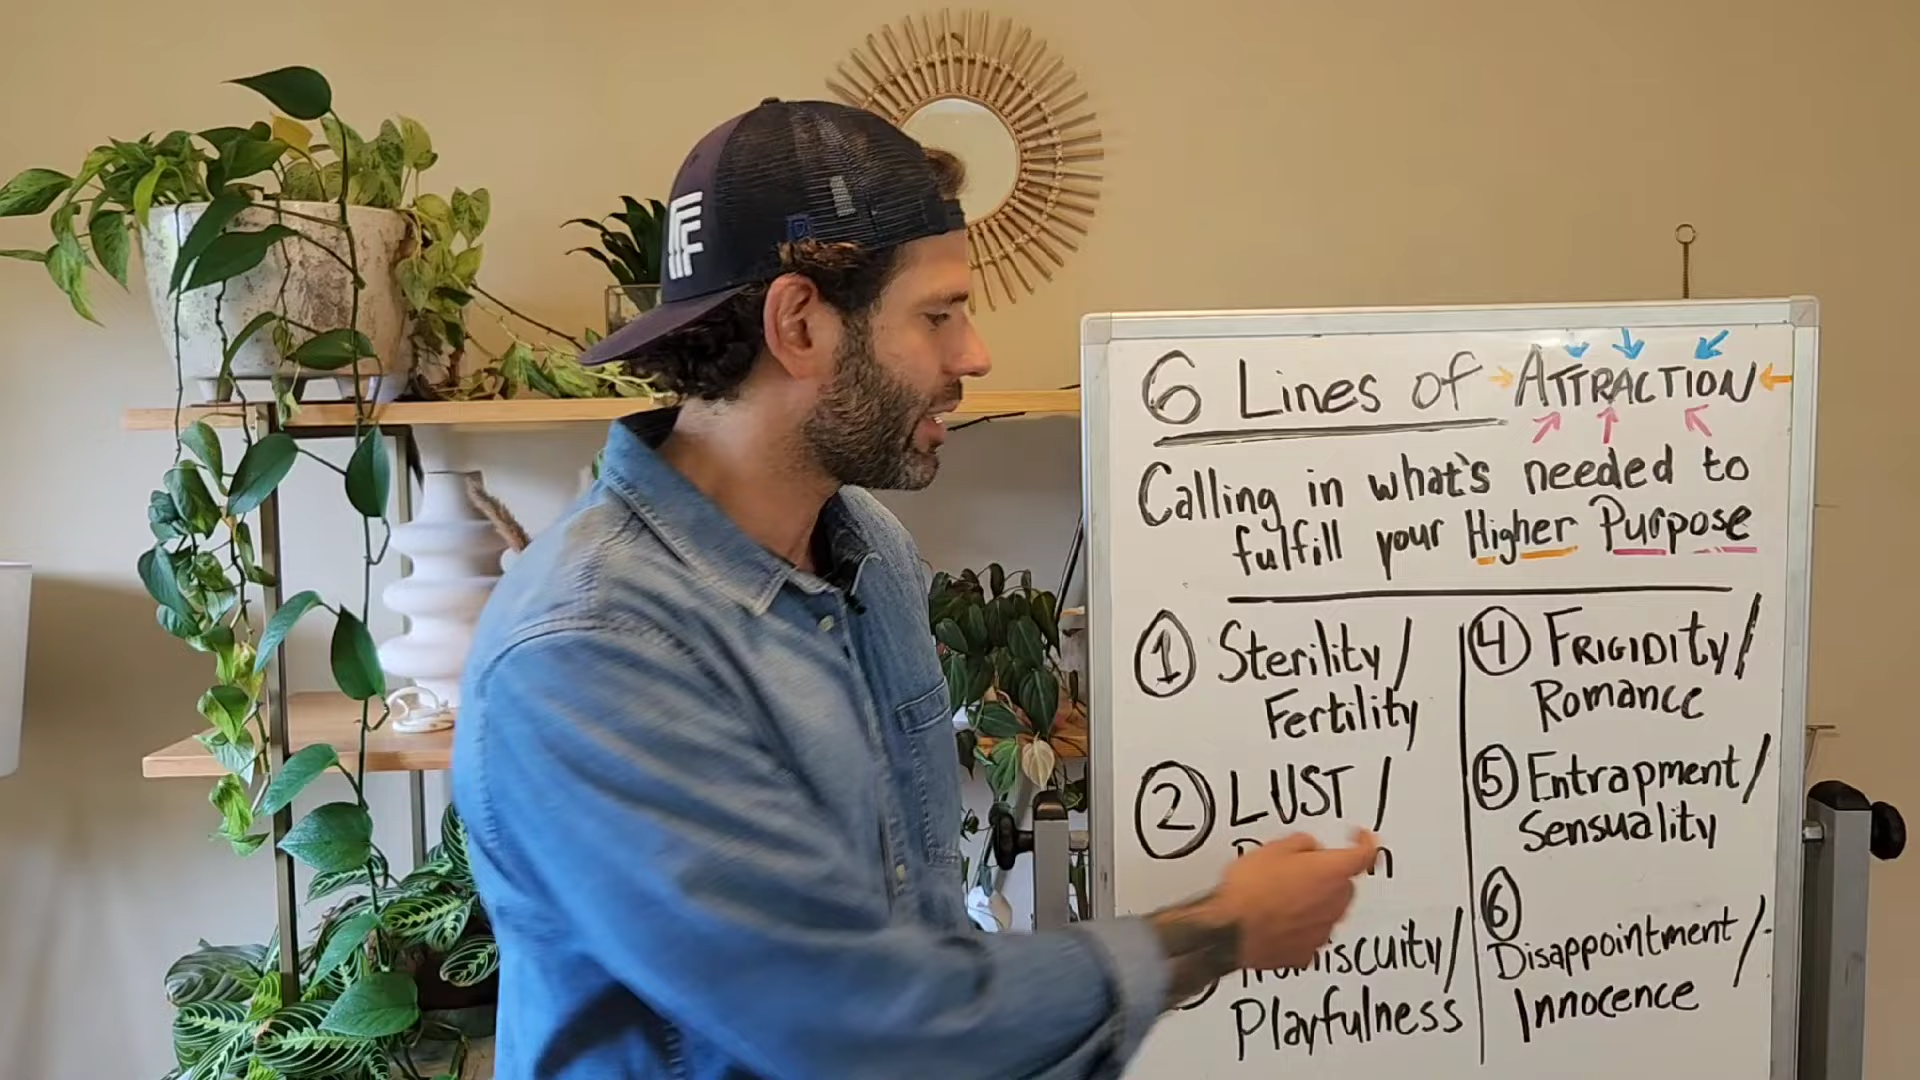 6 Lines of ATTRACTION
Calling in what's needed to
fulfill your Higher Purpose
1 Sterility/
Fertility
2 LUST /
Promiscuity/
Playfulness
4 FRIGIDITY/
Romance
5 Entrapment/
Sensuality
6
Disappointment/
Innocence